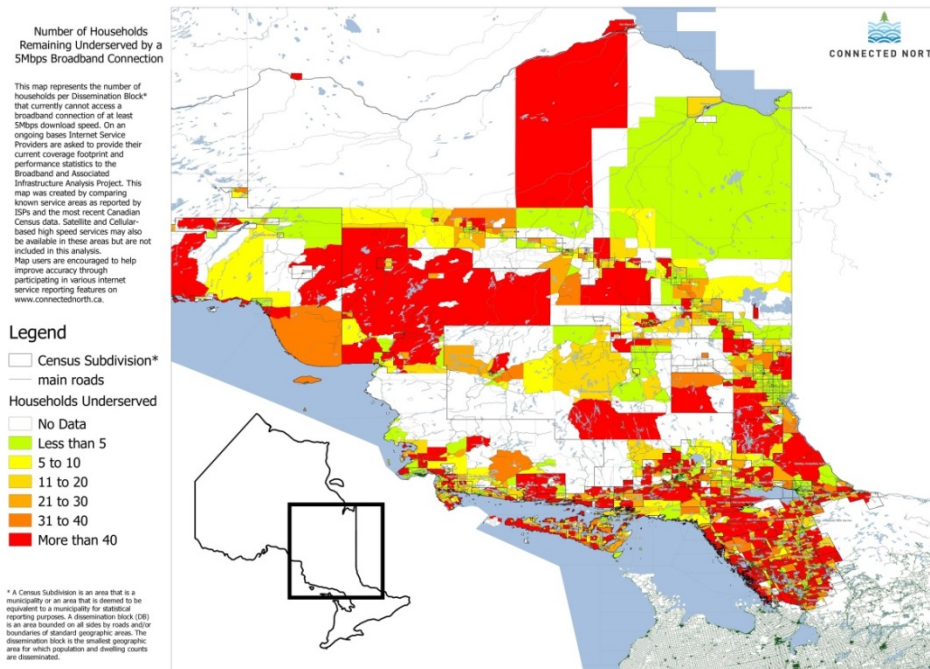 Number of Households
Remaining Underserved by a
5Mbps Broadband Connection
This map represents the number of
households per Dissemination Block*
that currently cannot access a
broadband connection of at least
5Mbps download speed. On an
ongoing bases Internet Service
Providers are asked to provide their
current coverage footprint and
performance statistics to the
Broadband and Associated
Infrastructure Analysis Project. This
map was created by comparing
known service areas as reported by
ISPs and the most recent Canadian
Census data. Satellite and Cellular-
based high speed services may also
be available in these areas but are not
included in this analysis.
Map users are encouraged to help
improve accuracy through
participating in various internet
service reporting features on
www.connectednorth.ca.
Legend
Census Subdivision*
main roads
Households Underserved
No Data
Less than 5
5 to 10
11 to 20
21 to 30
31 to 40
More than 40
* A Census Subdivision is an area that is a
municipality or an area that is deemed to be
equivalent to a municipality for statistical
reporting purposes. A dissemination block (DB)
is an area bounded on all sides by roads and/or
boundaries of standard geographic areas. The
dissemination block is the smallest geographic
area for which population and dwelling counts
are disseminated.
CONNECTED NORT